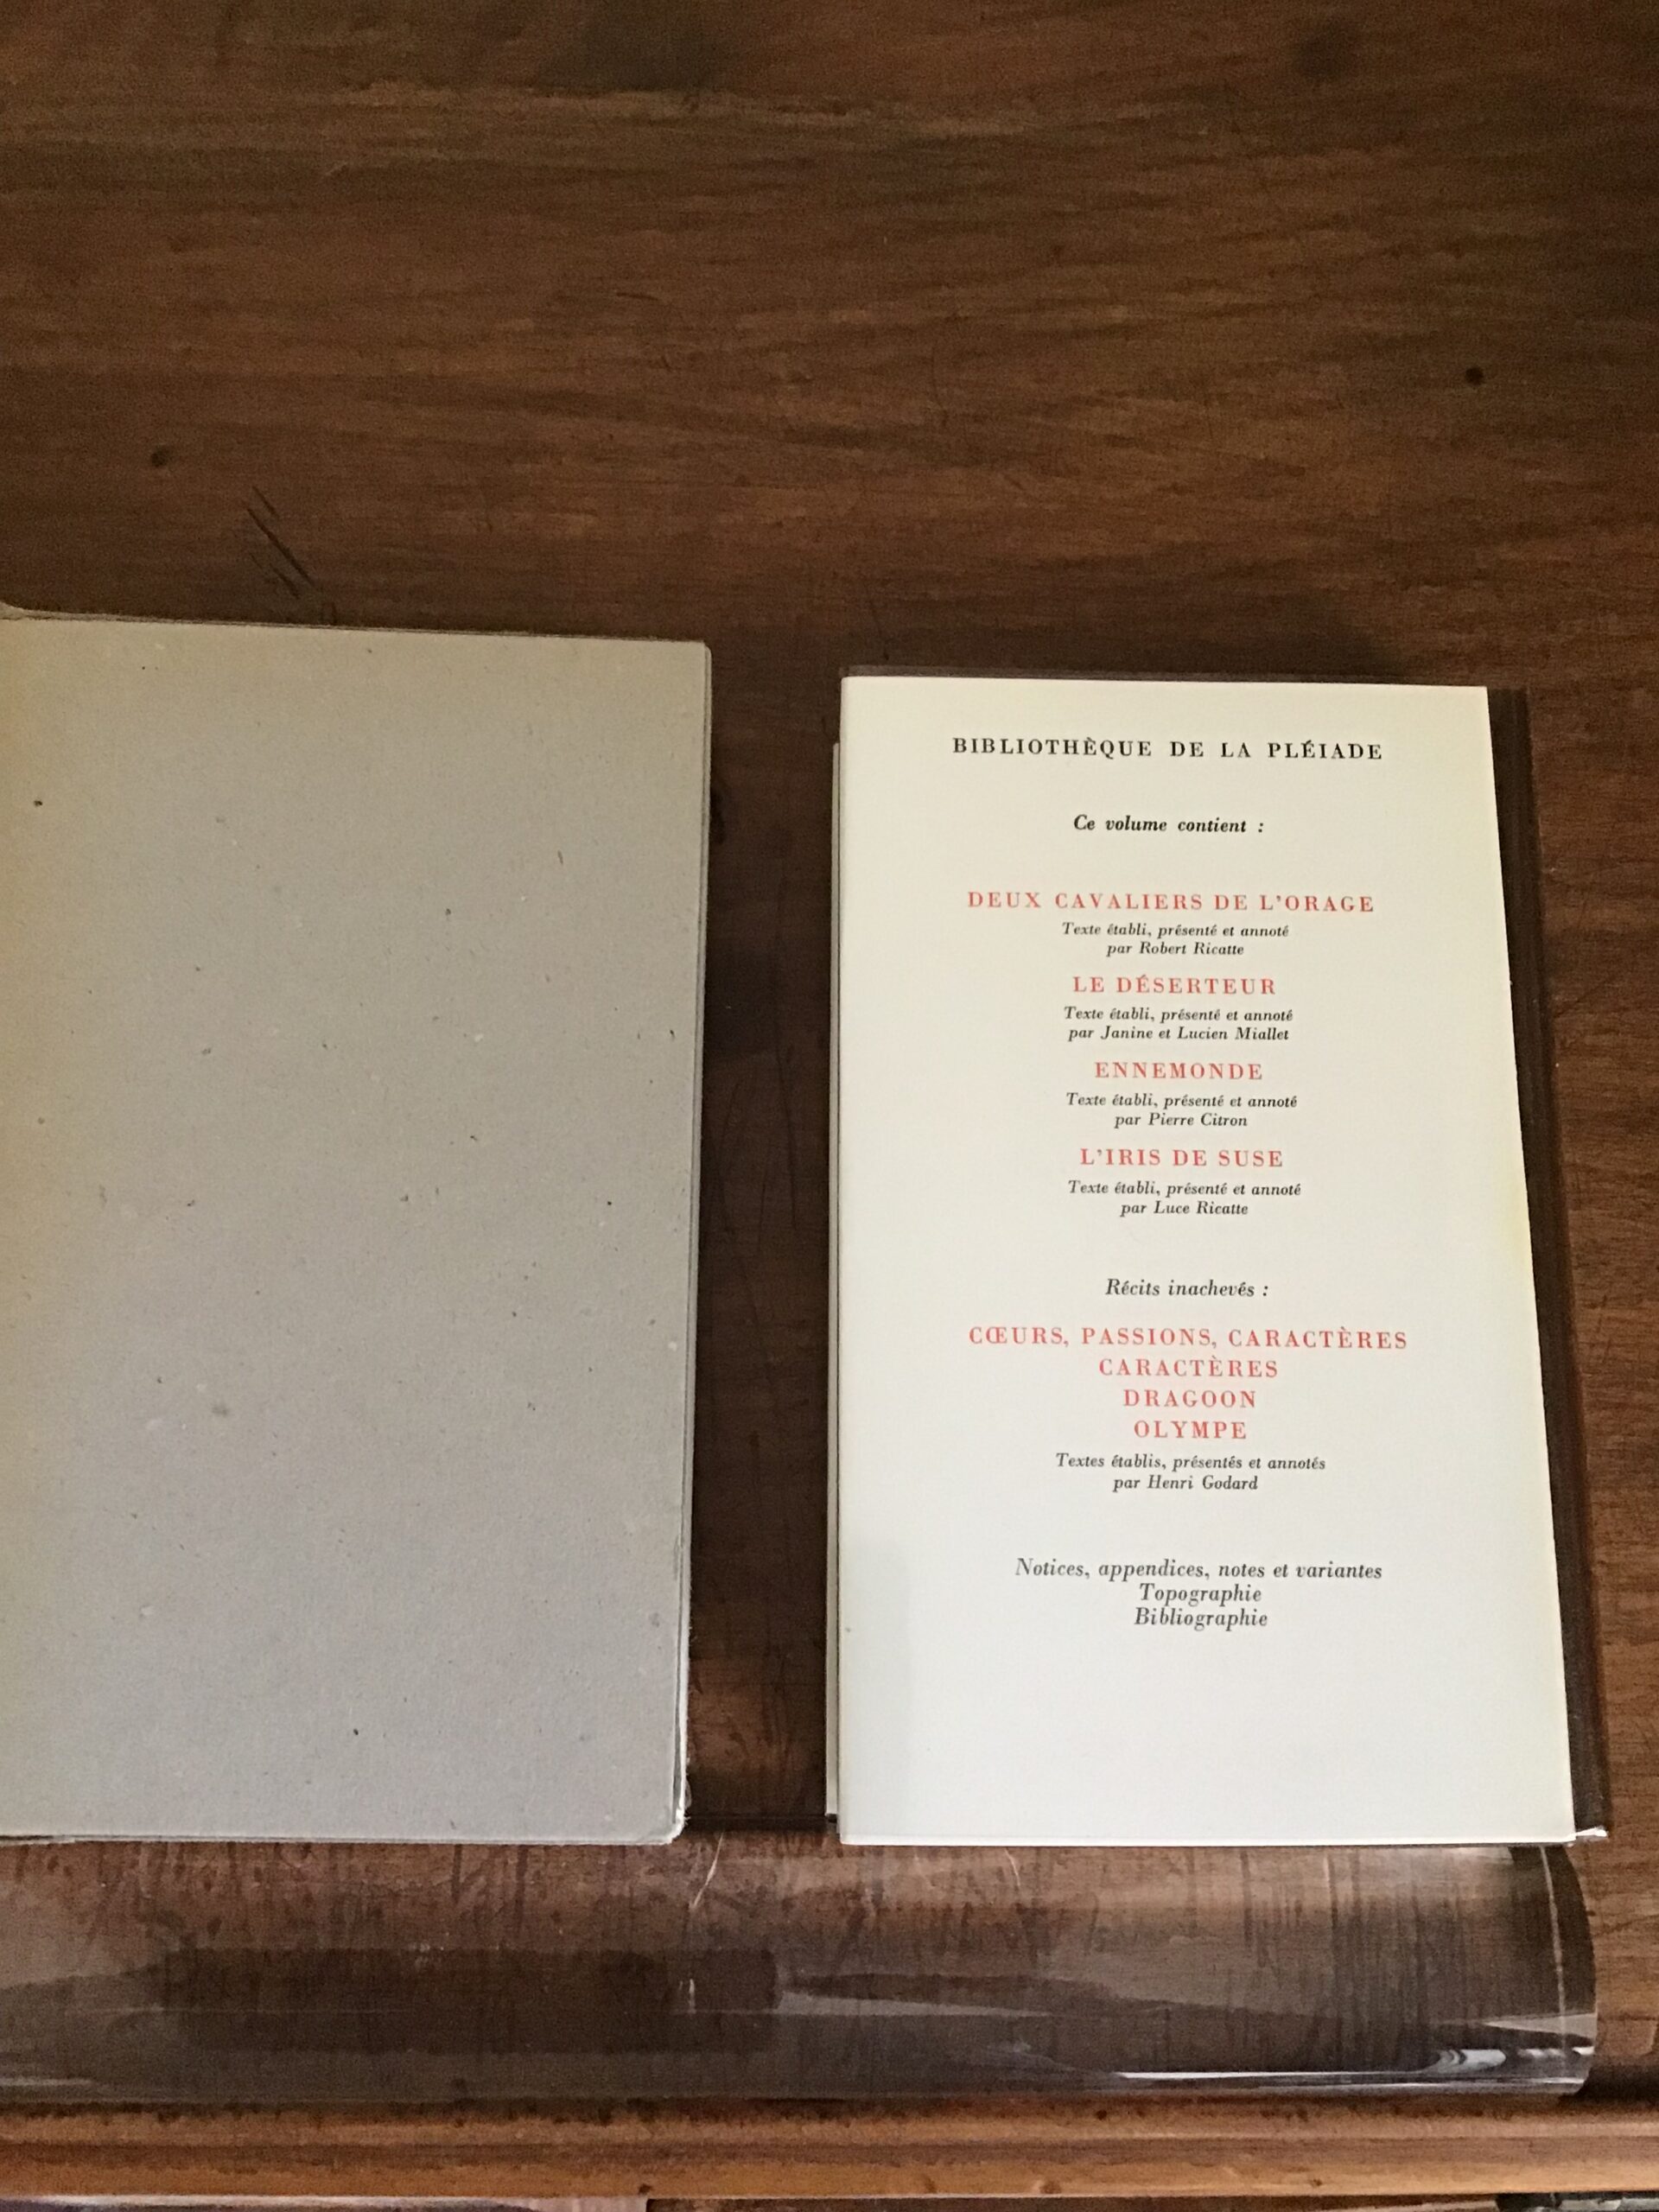 BIBLIOTHÈQUE DE LA PLÉIADE
Ce volume contient :
DEUX CAVALIERS DE L'ORAGE
Texte établi, présenté et annoté
par Robert Ricatte
LE DÉSERTEUR
Texte établi, présenté et annoté
par Janine et Lucien Miallet
ENNEMONDE
Texte établi, présenté et annoté
par Pierre Citron
L'IRIS DE SUSE
Texte établi, présenté et annoté
par Luce Ricatte
Récits inachevés :
CŒURS, PASSIONS, CARACTÈRES
CARACTÈRES
DRAGOON
OLYMPE
Textes établis, présentés et annotés
par Henri Godard
Notices, appendices, notes et variantes
Topographie
Bibliographie